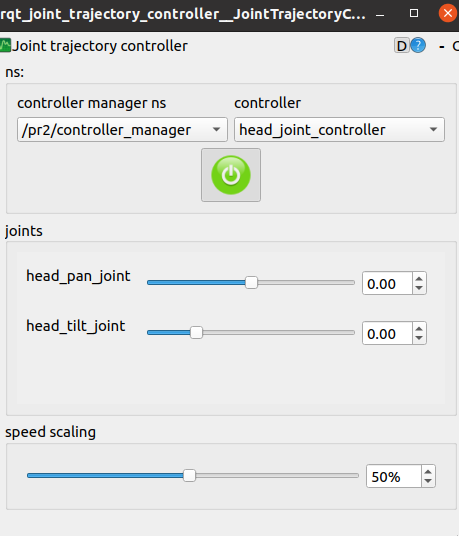 rqt_joint_trajectory_controller__JointTrajectoryC...
Joint trajectory controller
D ? - O
ns:
controller manager ns controller
/pr2/controller_manager head_joint_controller
joints
head_pan_joint 0.00
head_tilt_joint 0.00
speed scaling
50%